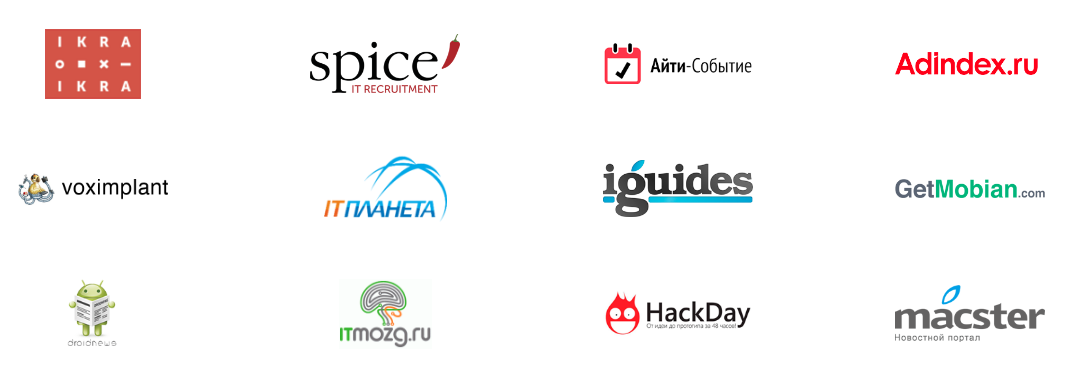 IKRA
IKRA
spice
IT RECRUITMENT
Айти-Событие
Adindex.ru
voximplant
ITПЛАНЕТА
iguides
GetMobian.com
droidnews
ITmozg.ru
HackDay
От идеи до прототипа за 48 часов!
macster
Новостной портал